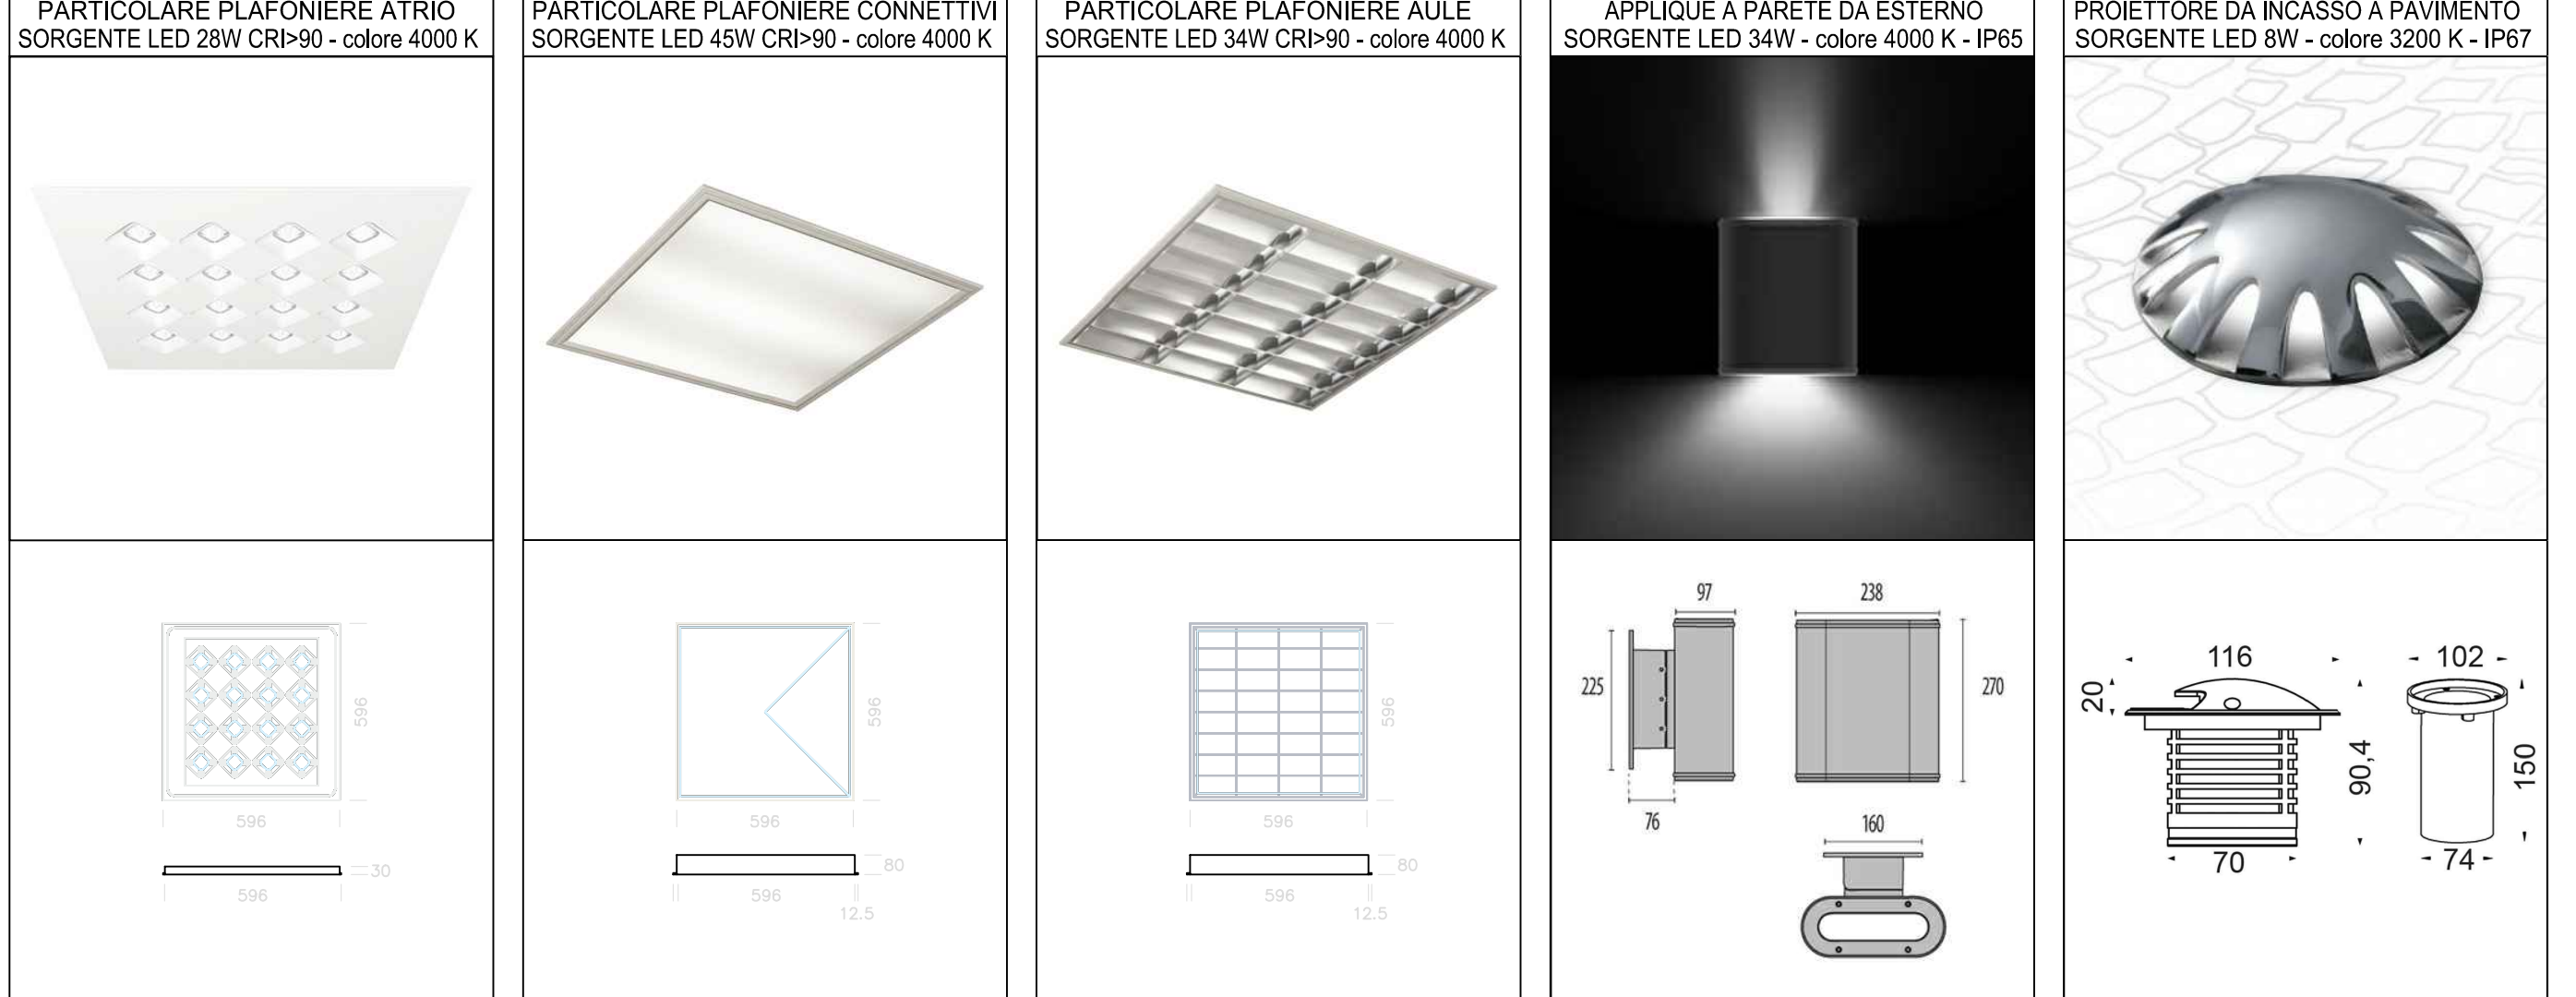 PARTICOLARE PLAFONIERE ATRIO
SORGENTE LED 28W CRI>90 - colore 4000 K
596
596
30
596
PARTICOLARE PLAFONIERE CONNETTIVI
SORGENTE LED 45W CRI>90 - colore 4000 K
596
596
80
596
12.5
PARTICOLARE PLAFONIERE AULE
SORGENTE LED 34W CRI>90 - colore 4000 K
596
596
80
596
12.5
APPLIQUE A PARETE DA ESTERNO
SORGENTE LED 34W - colore 4000 K - IP65
97
238
225
270
76
160
PROIETTORE DA INCASSO A PAVIMENTO
SORGENTE LED 8W - colore 3200 K - IP67
116
102
20
90,4
150
70
74